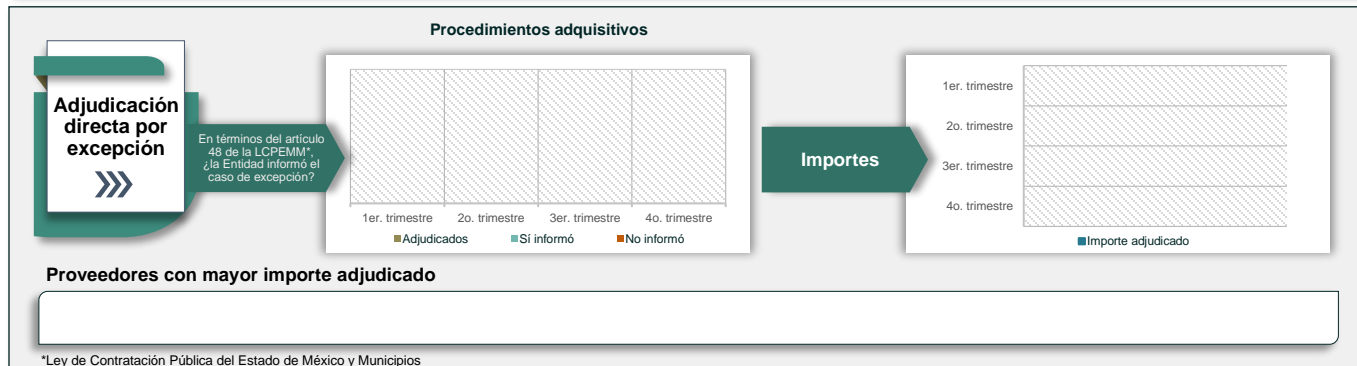 Procedimientos adquisitivos
Adjudicación
directa por
excepción
En términos del artículo
48 de la LCPEMM*,
¿la Entidad informó el
caso de excepción?
1er. trimestre
2o. trimestre
3er. trimestre
4o. trimestre
Adjudicados
Sí informó
No informó
Importes
1er. trimestre
2o. trimestre
3er. trimestre
4o. trimestre
Importe adjudicado
Proveedores con mayor importe adjudicado
*Ley de Contratación Pública del Estado de México y Municipios